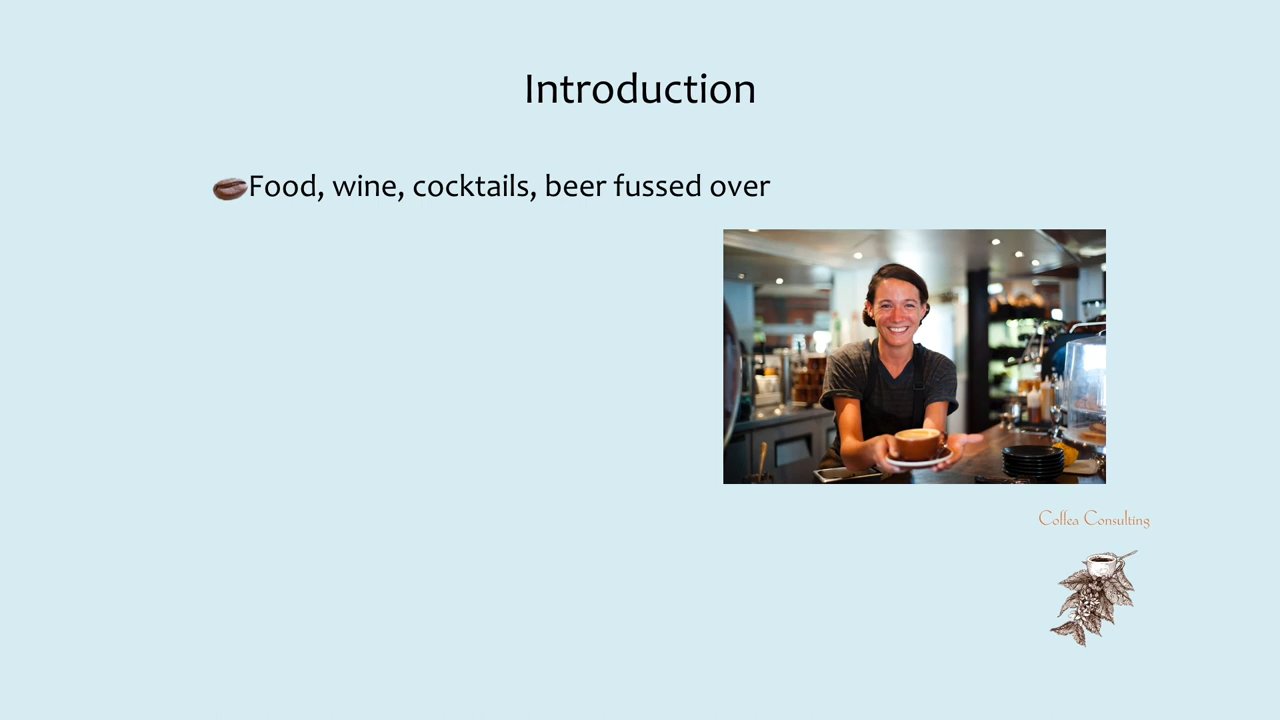 Introduction
Food, wine, cocktails, beer fussed over
Coffea Consulting